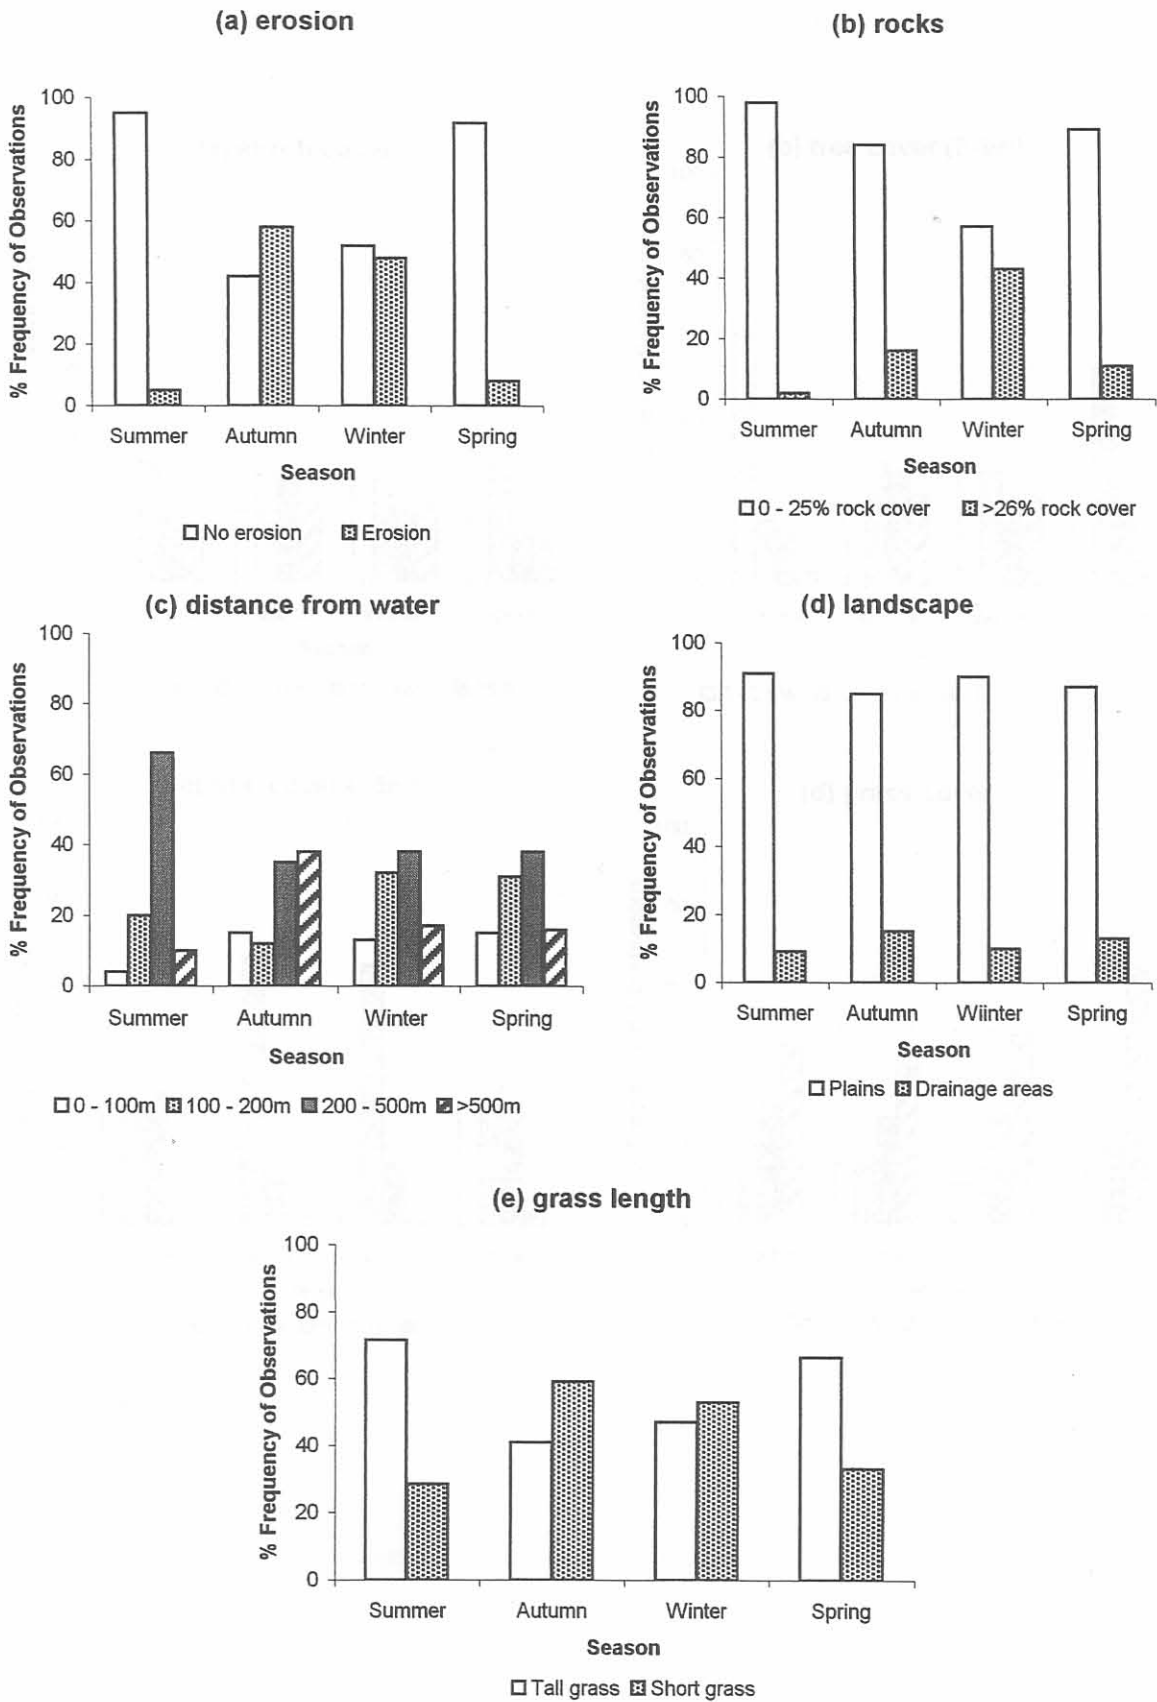 (a) erosion
% Frequency of Observations
100
80
60
40
20
0
Summer Autumn Winter Spring
Season
No erosion Erosion
(b) rocks
% Frequency of Observations
100
80
60
40
20
0
Summer Autumn Winter Spring
Season
0 - 25% rock cover >26% rock cover
(c) distance from water
% Frequency of Observations
100
80
60
40
20
0
Summer Autumn Winter Spring
Season
0 - 100m 100 - 200m 200 - 500m >500m
(d) landscape
% Frequency of Observations
100
80
60
40
20
0
Summer Autumn Wiinter Spring
Season
Plains Drainage areas
(e) grass length
% Frequency of Observations
100
80
60
40
20
0
Summer Autumn Winter Spring
Season
Tall grass Short grass